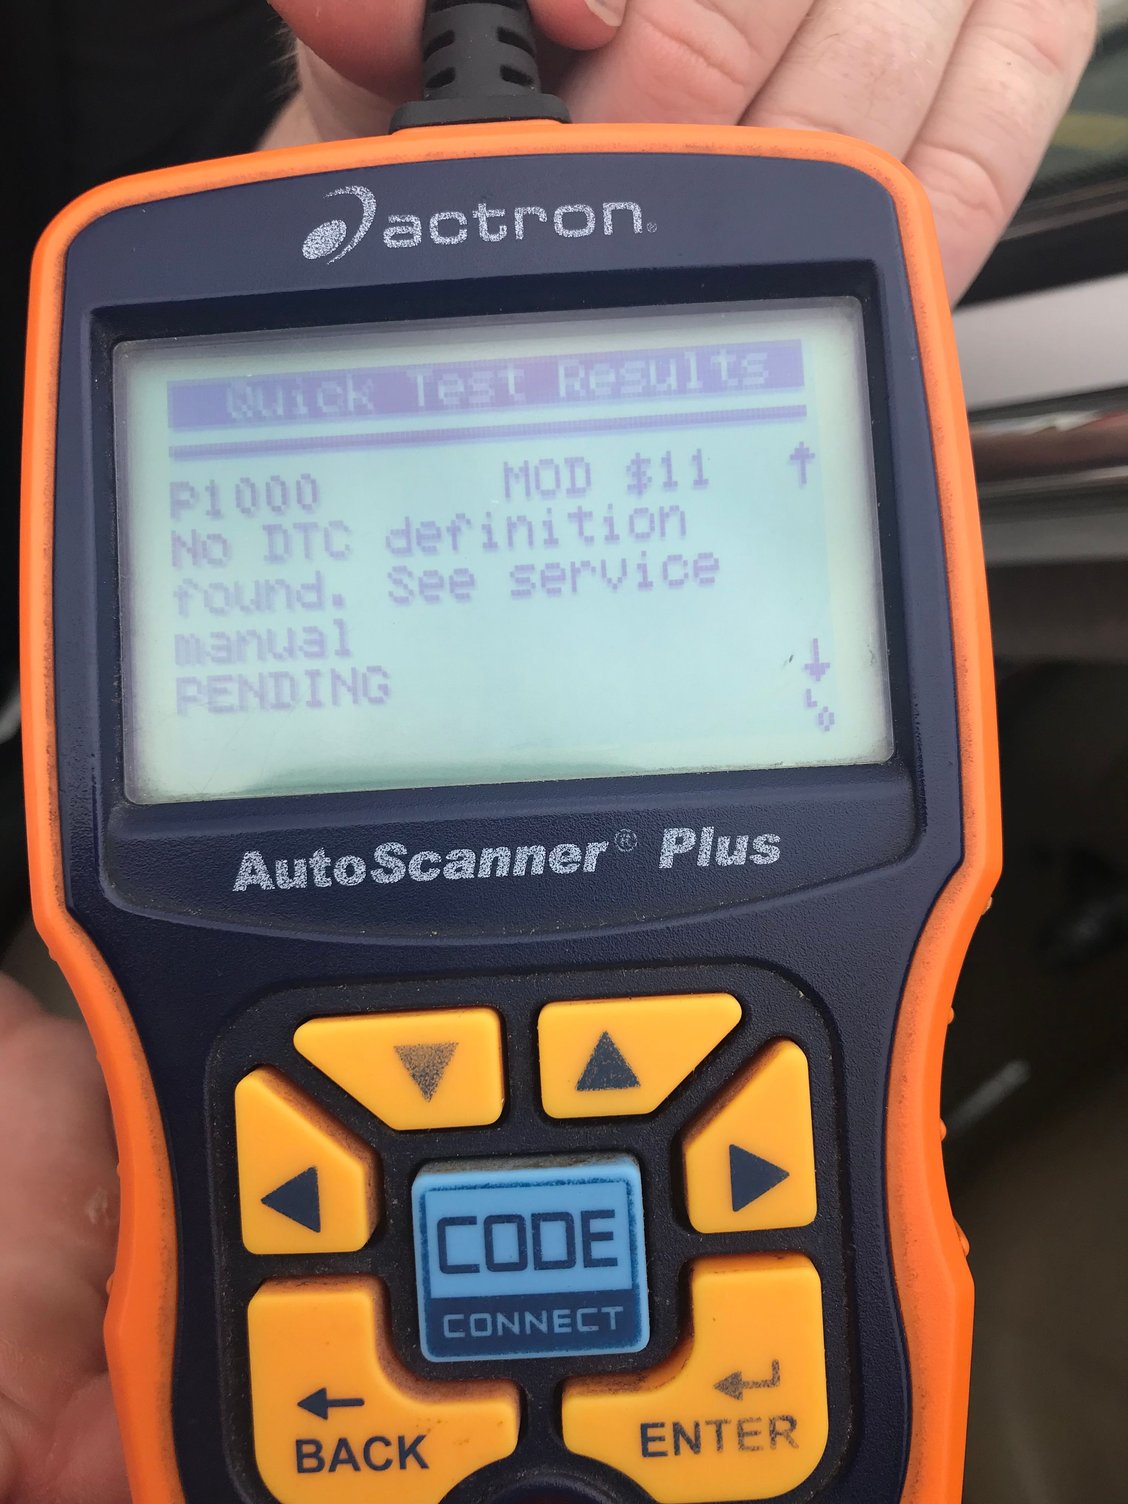 actron®
Quick Test Results
P1000 MOD $11
No DTC definition
found. See service
manual
PENDING
AutoScanner® Plus
CODE
CONNECT
BACK
ENTER